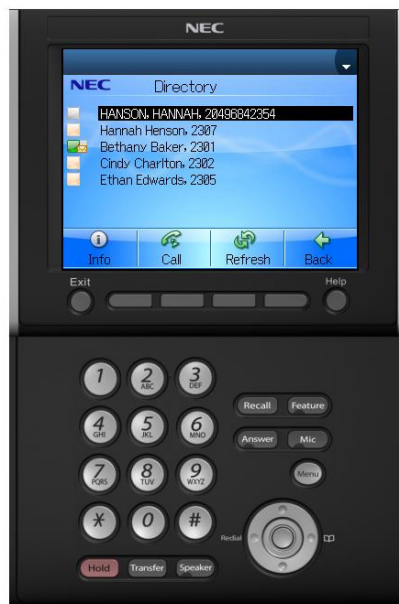 NEC
NEC Directory
HANSON, HANNAH, 20496842354
Hannah Henson, 2307
Bethany Baker, 2301
Cindy Charlton, 2302
Ethan Edwards, 2305
Info Call Refresh Back
Exit Help
1 2 ABC 3 DEF
Recall Feature
4 GHI 5 JKL 6 MNO
Answer Mic
7 PQRS 8 TUV 9 WXYZ
Menu
* 0 #
Redial
Hold Transfer Speaker